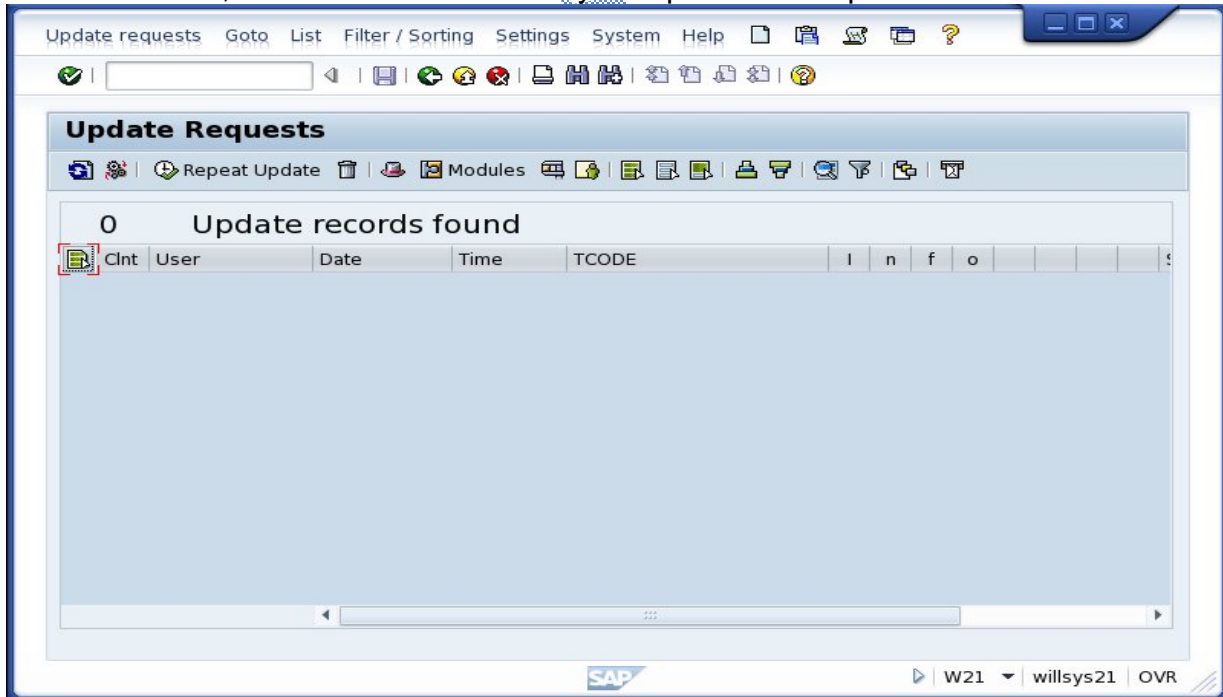 Update requests Goto List Filter / Sorting Settings System Help
Update Requests
Repeat Update Modules
0 Update records found
Clnt User Date Time TCODE I n f o
SAP W21 willsys21 OVR